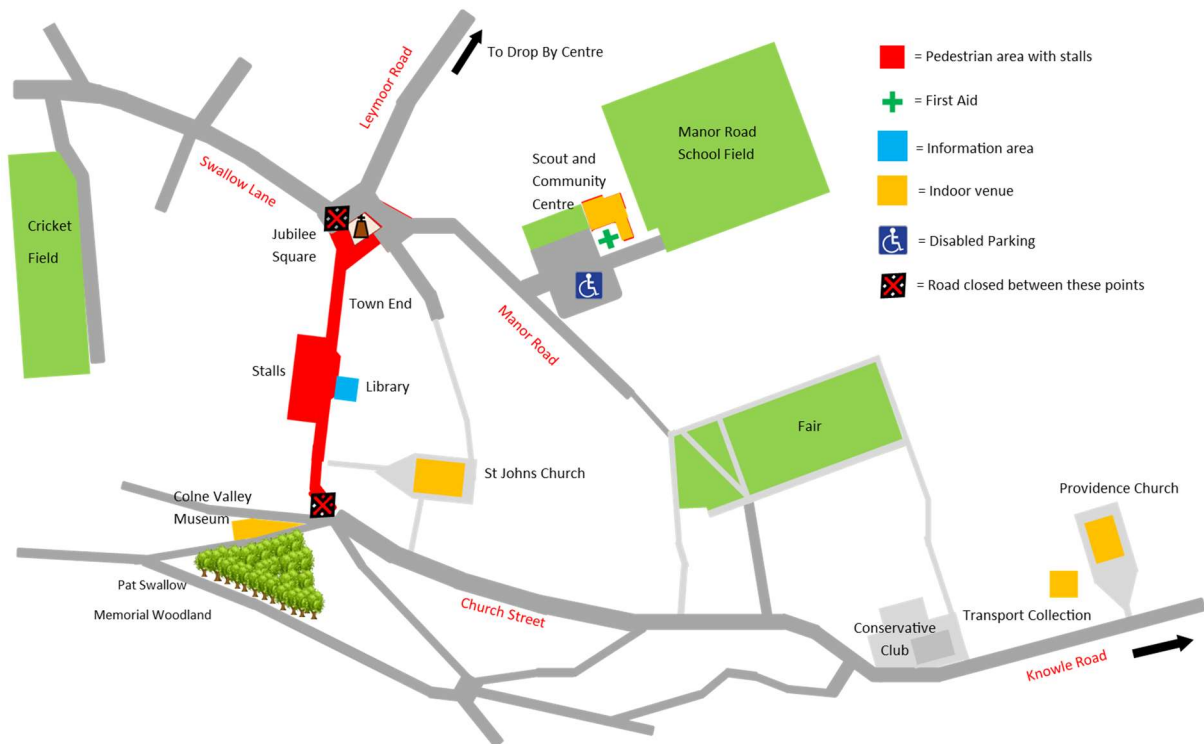 To Drop By Centre
Leymoor Road
Swallow Lane
Cricket
Field
Jubilee
Square
Town End
Stalls
Library
Scout and
Community
Centre
Manor Road
School Field
Manor Road
= Pedestrian area with stalls
= First Aid
= Information area
= Indoor venue
= Disabled Parking
= Road closed between these points
Fair
St Johns Church
Colne Valley
Museum
Pat Swallow
Memorial Woodland
Church Street
Conservative
Club
Providence Church
Transport Collection
Knowle Road